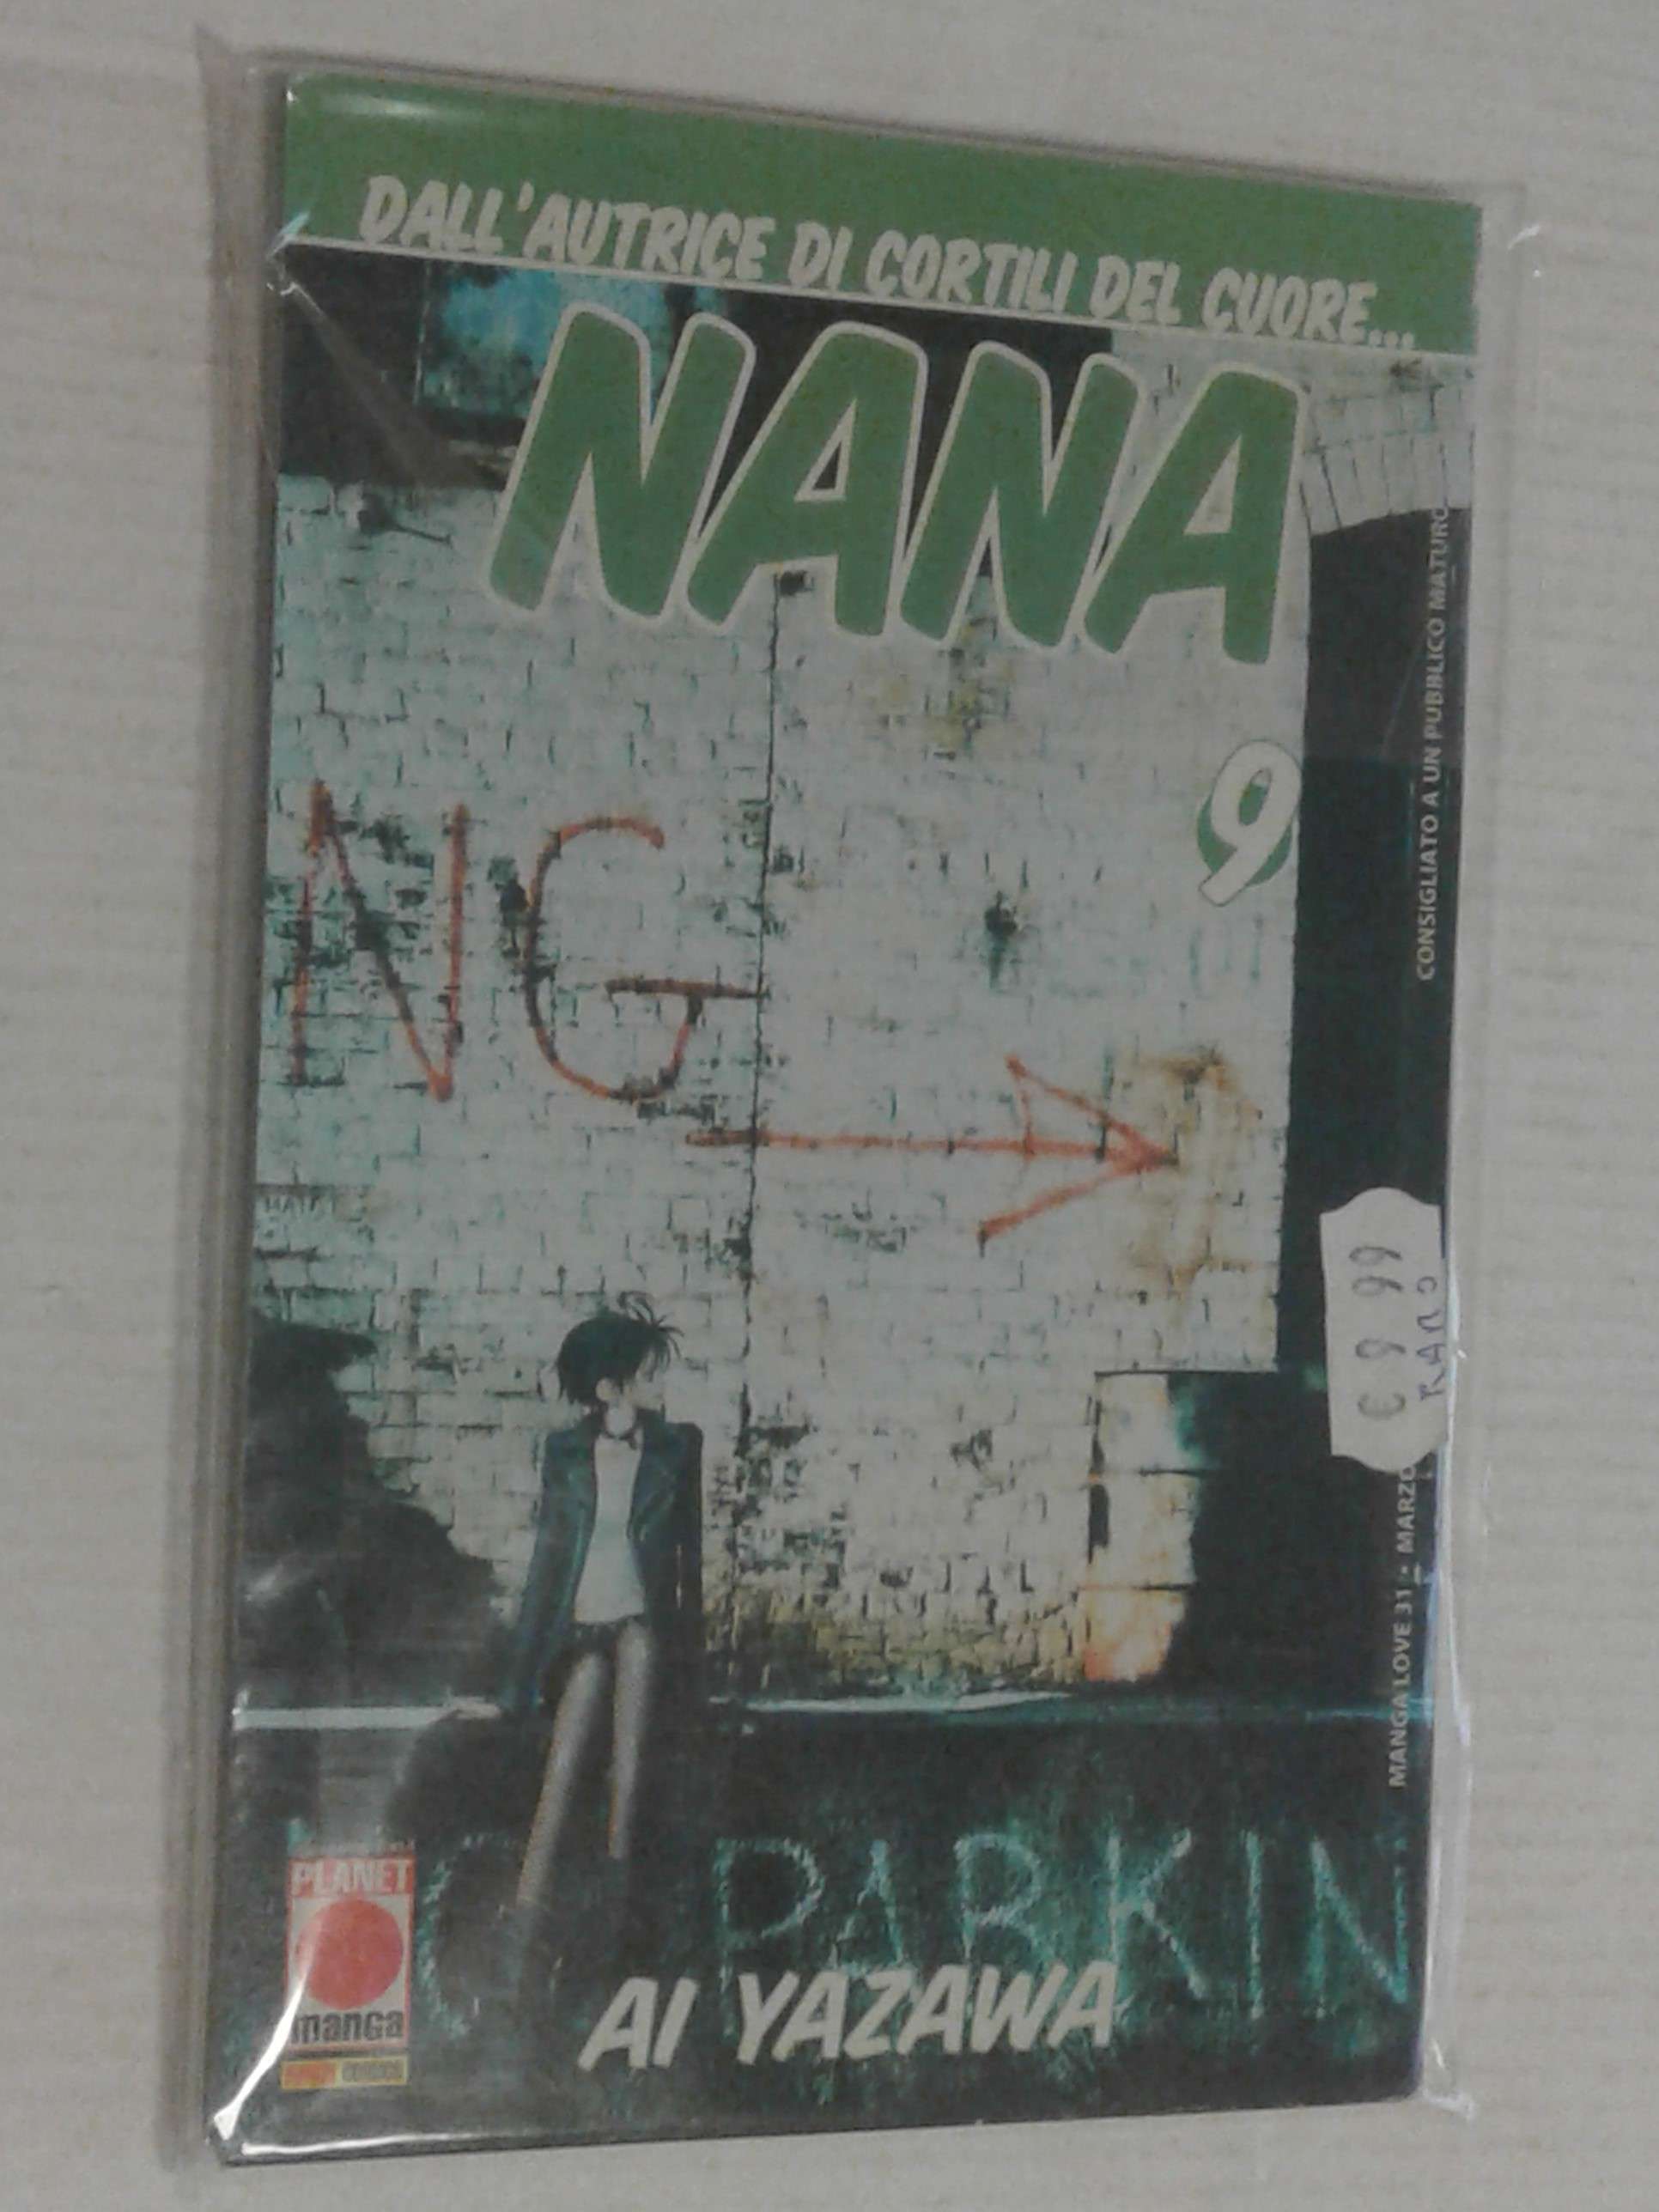 DALL'AUTRICE DI CORTILI DEL CUORE...
NANA
9
CONSIGLIATO A UN PUBBLICO MATURO
NG
€ 9 99
RARO
MANGA LOVE 31 - MARZO
PARKIN
PLANET
manga
AI YAZAWA